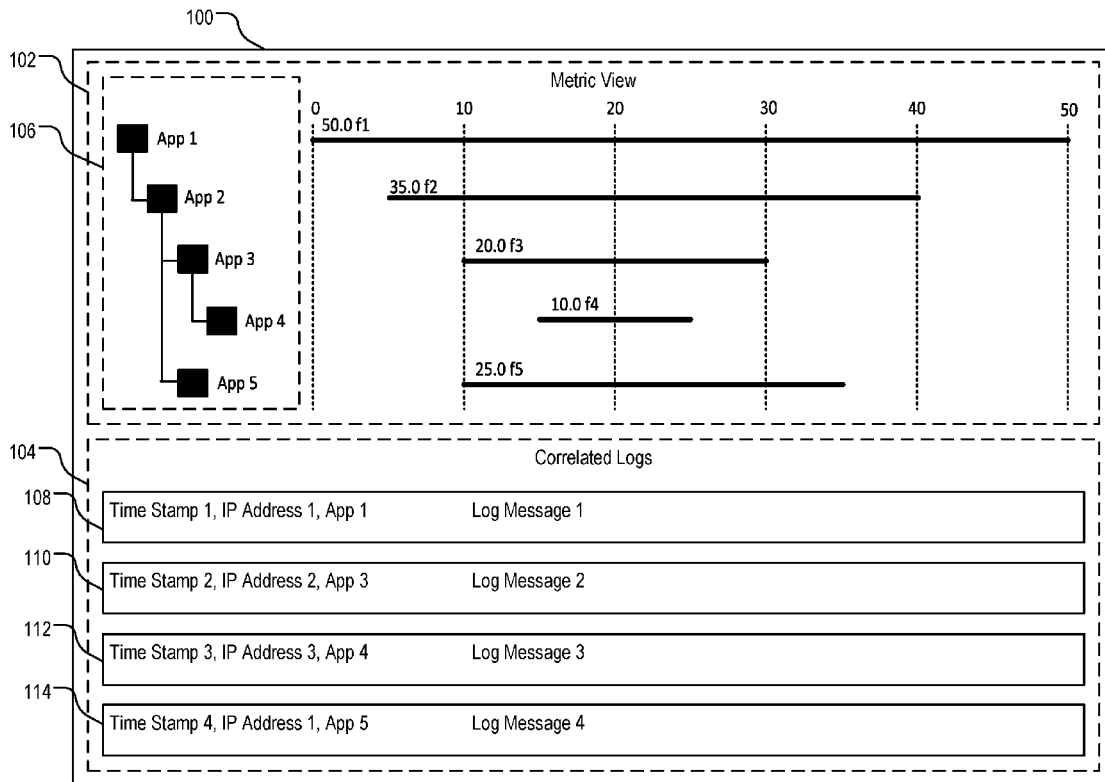 100
102
Metric View
0 10 20 30 40 50
106
App 1
50.0 f1
App 2
35.0 f2
App 3
20.0 f3
App 4
10.0 f4
App 5
25.0 f5
104
Correlated Logs
108
Time Stamp 1, IP Address 1, App 1 Log Message 1
110
Time Stamp 2, IP Address 2, App 3 Log Message 2
112
Time Stamp 3, IP Address 3, App 4 Log Message 3
114
Time Stamp 4, IP Address 1, App 5 Log Message 4